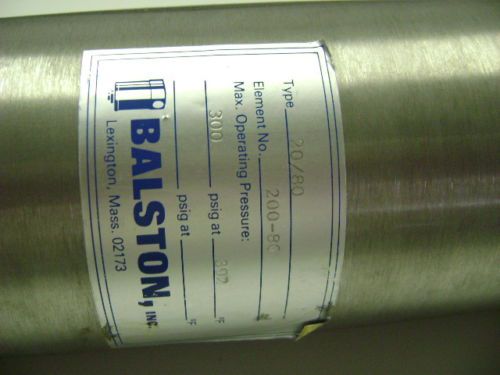 Type 20/80
Element No. 200-80
Max. Operating Pressure:
300 psig at °F
psig at °F
BALSTON, INC.
Lexington, Mass. 02173